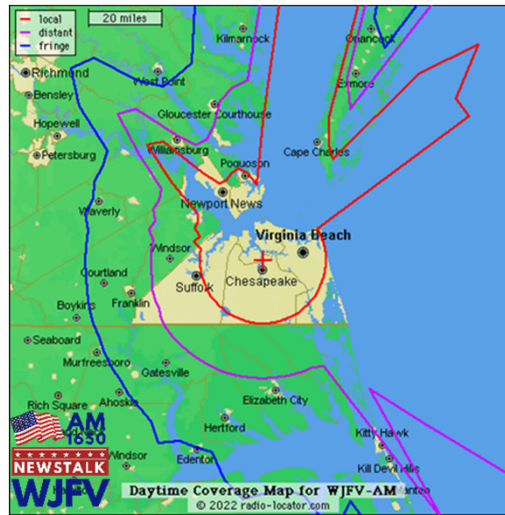 local
distant
fringe
20 miles
Kilmarnock
Onancock
Richmond
West Point
Exmore
Bensley
Gloucester Courthouse
Hopewell
Williamsburg
Cape Charles
Petersburg
Poquoson
Newport News
Waverly
Virginia Beach
Windsor
Chesapeake
Courtland
Suffolk
Franklin
Boykins
Seaboard
Murfreesboro
Gatesville
Rich Square
Ahoskie
Elizabeth City
Hertford
Kitty Hawk
AM
1650
NEWSTALK
WJFV
Windsor
Edenton
Kill Devil Hills
Manteo
Daytime Coverage Map for WJFV-AM
© 2022 radio-locator.com